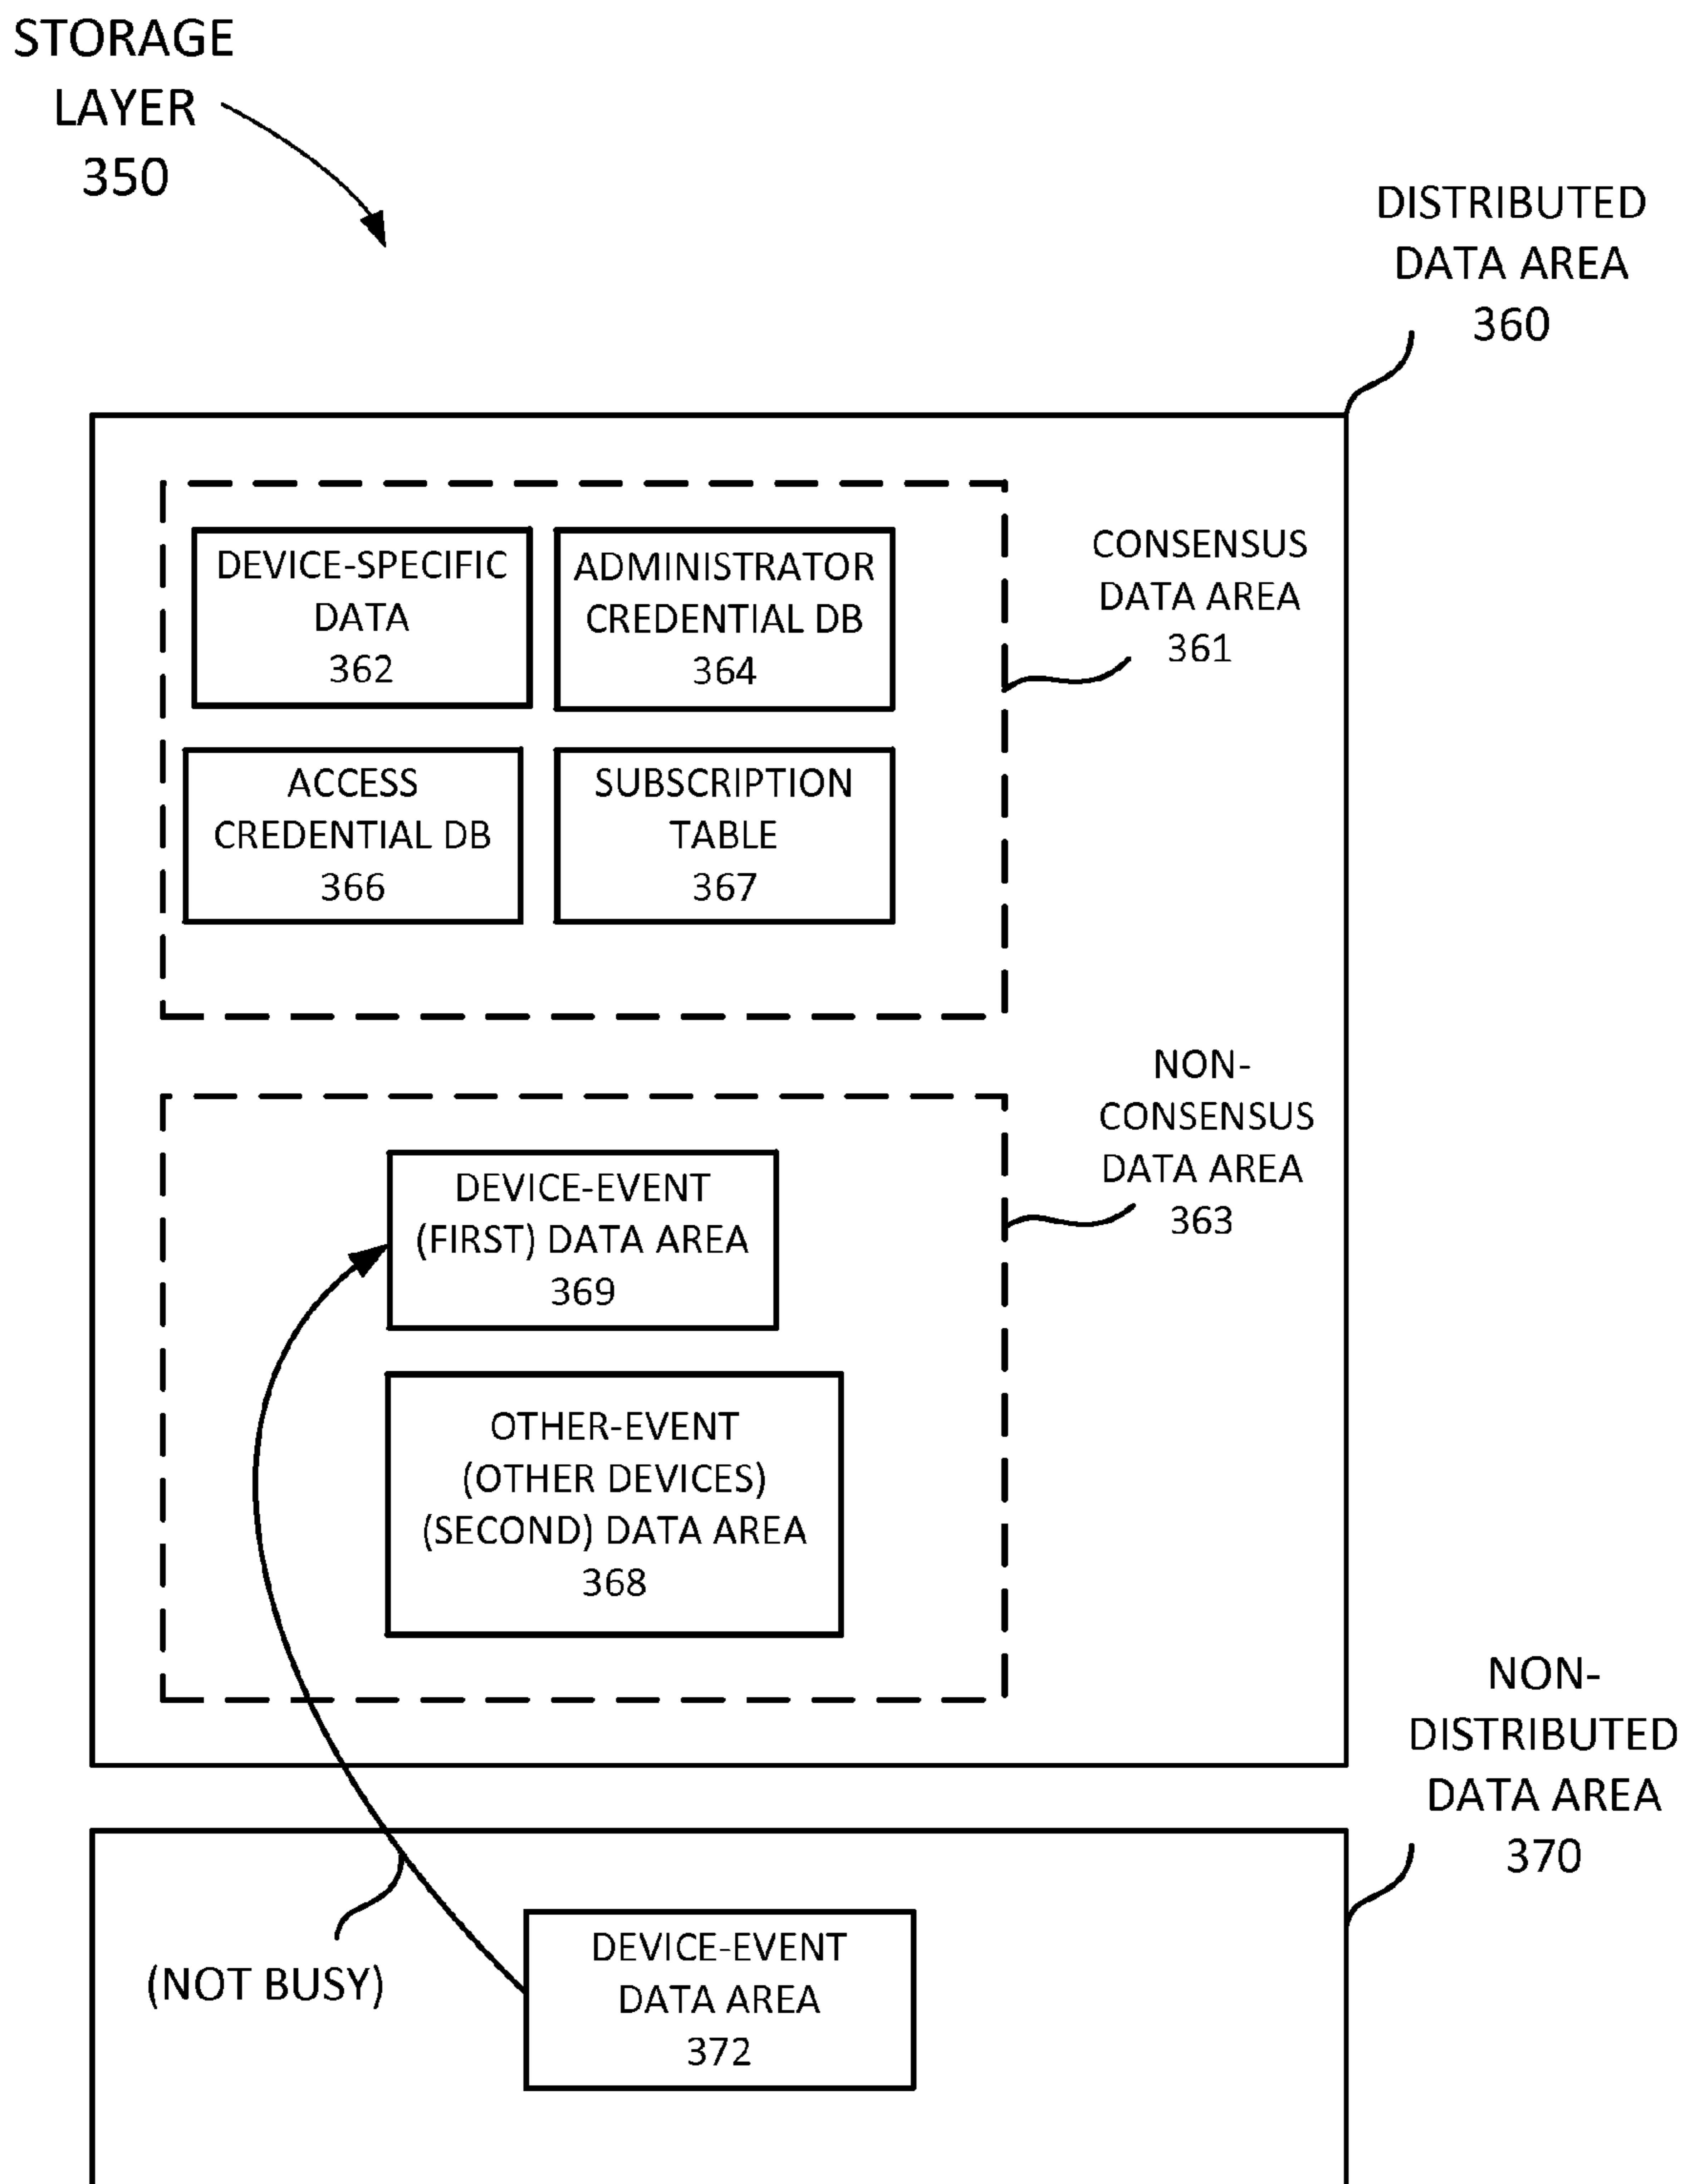 STORAGE
LAYER
350
DISTRIBUTED
DATA AREA
360
DEVICE-SPECIFIC
DATA
362
ADMINISTRATOR
CREDENTIAL DB
364
CONSENSUS
DATA AREA
361
ACCESS
CREDENTIAL DB
366
SUBSCRIPTION
TABLE
367
NON-
CONSENSUS
DATA AREA
363
DEVICE-EVENT
(FIRST) DATA AREA
369
OTHER-EVENT
(OTHER DEVICES)
(SECOND) DATA AREA
368
NON-
DISTRIBUTED
DATA AREA
370
(NOT BUSY)
DEVICE-EVENT
DATA AREA
372